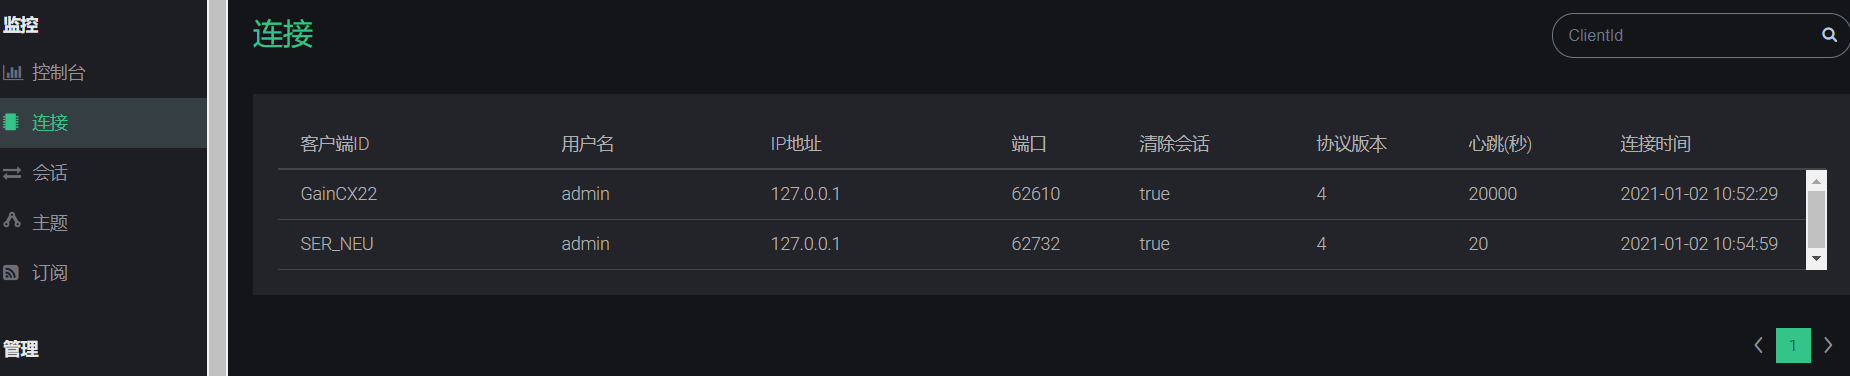 监控
控制台
连接
会话
主题
订阅
管理
连接
ClientId
客户端ID 用户名 IP地址 端口 清除会话 协议版本 心跳(秒) 连接时间
GainCX22 admin 127.0.0.1 62610 true 4 20000 2021-01-02 10:52:29
SER_NEU admin 127.0.0.1 62732 true 4 20 2021-01-02 10:54:59
1